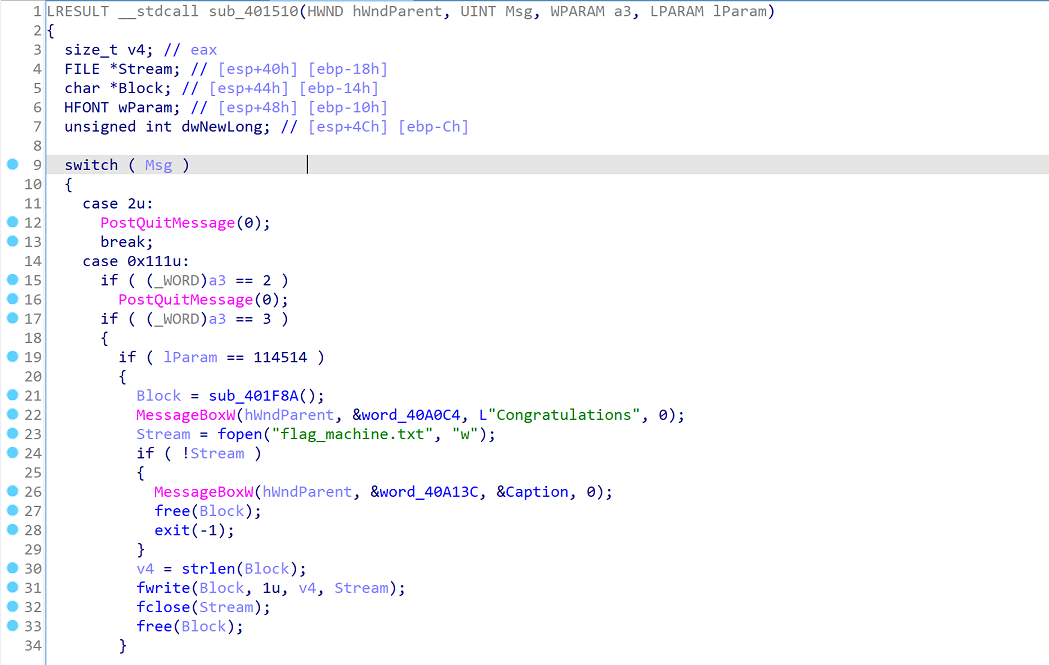 1 LRESULT __stdcall sub_401510(HWND hWndParent, UINT Msg, WPARAM a3, LPARAM lParam)
2 {
3 size_t v4; // eax
4 FILE *Stream; // [esp+40h] [ebp-18h]
5 char *Block; // [esp+44h] [ebp-14h]
6 HFONT wParam; // [esp+48h] [ebp-10h]
7 unsigned int dwNewLong; // [esp+4Ch] [ebp-Ch]
8
9 switch ( Msg )
10 {
11 case 2u:
12 PostQuitMessage(0);
13 break;
14 case 0x111u:
15 if ( (_WORD)a3 == 2 )
16 PostQuitMessage(0);
17 if ( (_WORD)a3 == 3 )
18 {
19 if ( lParam == 114514 )
20 {
21 Block = sub_401F8A();
22 MessageBoxW(hWndParent, &word_40A0C4, L"Congratulations", 0);
23 Stream = fopen("flag_machine.txt", "w");
24 if ( !Stream )
25 {
26 MessageBoxW(hWndParent, &word_40A13C, &Caption, 0);
27 free(Block);
28 exit(-1);
29 }
30 v4 = strlen(Block);
31 fwrite(Block, 1u, v4, Stream);
32 fclose(Stream);
33 free(Block);
34 }